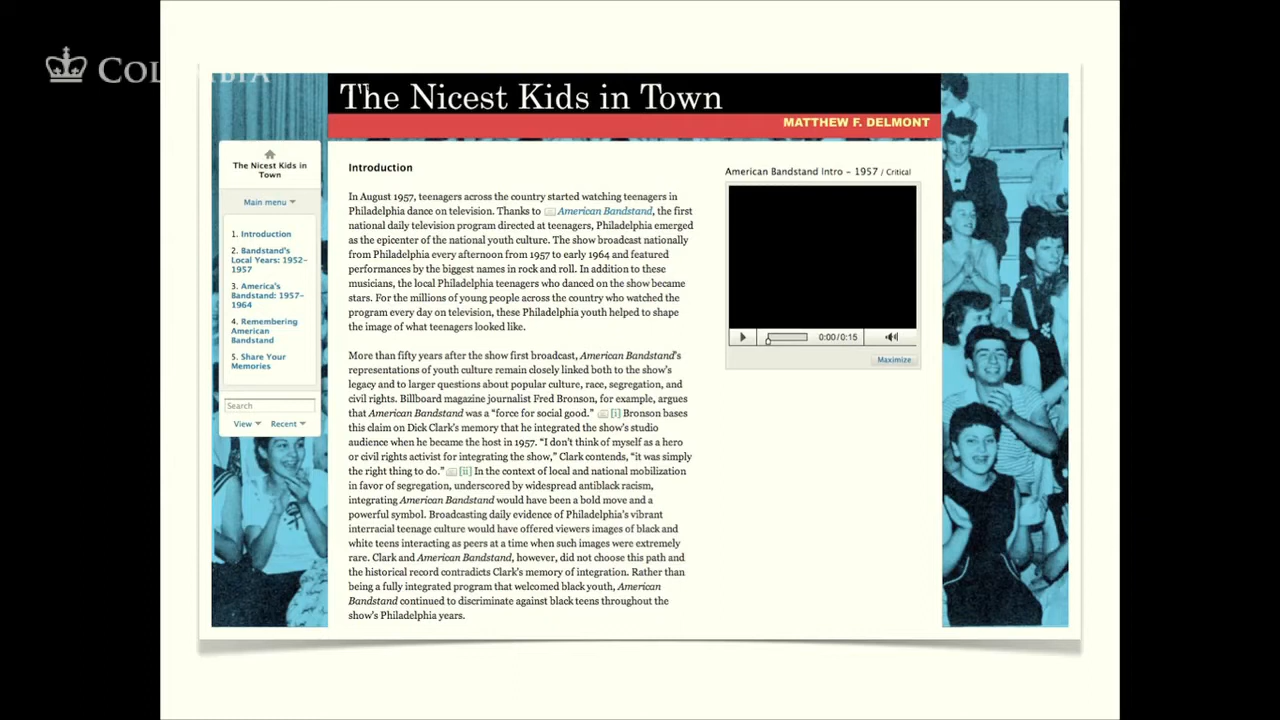 The Nicest Kids in Town
MATTHEW F. DELMONT
The Nicest Kids in
Town
Main menu
1. Introduction
2. Bandstand's
Local Years: 1952-
1957
3. America's
Bandstand: 1957-
1964
4. Remembering
American
Bandstand
5. Share Your
Memories
Search
View Recent
Introduction
In August 1957, teenagers across the country started watching teenagers in
Philadelphia dance on television. Thanks to American Bandstand, the first
national daily television program directed at teenagers, Philadelphia emerged
as the epicenter of the national youth culture. The show broadcast nationally
from Philadelphia every afternoon from 1957 to early 1964 and featured
performances by the biggest names in rock and roll. In addition to these
musicians, the local Philadelphia teenagers who danced on the show became
stars. For the millions of young people across the country who watched the
program every day on television, these Philadelphia youth helped to shape
the image of what teenagers looked like.
More than fifty years after the show first broadcast, American Bandstand's
representations of youth culture remain closely linked both to the show's
legacy and to larger questions about popular culture, race, segregation, and
civil rights. Billboard magazine journalist Fred Bronson, for example, argues
that American Bandstand was a “force for social good.” [i] Bronson bases
this claim on Dick Clark's memory that he integrated the show's studio
audience when he became the host in 1957. “I don't think of myself as a hero
or civil rights activist for integrating the show,” Clark contends, “it was simply
the right thing to do.” [ii] In the context of local and national mobilization
in favor of segregation, underscored by widespread antiblack racism,
integrating American Bandstand would have been a bold move and a
powerful symbol. Broadcasting daily evidence of Philadelphia's vibrant
interracial teenage culture would have offered viewers images of black and
white teens interacting as peers at a time when such images were extremely
rare. Clark and American Bandstand, however, did not choose this path and
the historical record contradicts Clark's memory of integration. Rather than
being a fully integrated program that welcomed black youth, American
Bandstand continued to discriminate against black teens throughout the
show's Philadelphia years.
American Bandstand Intro - 1957 / Critical
0:00/0:15
Maximize